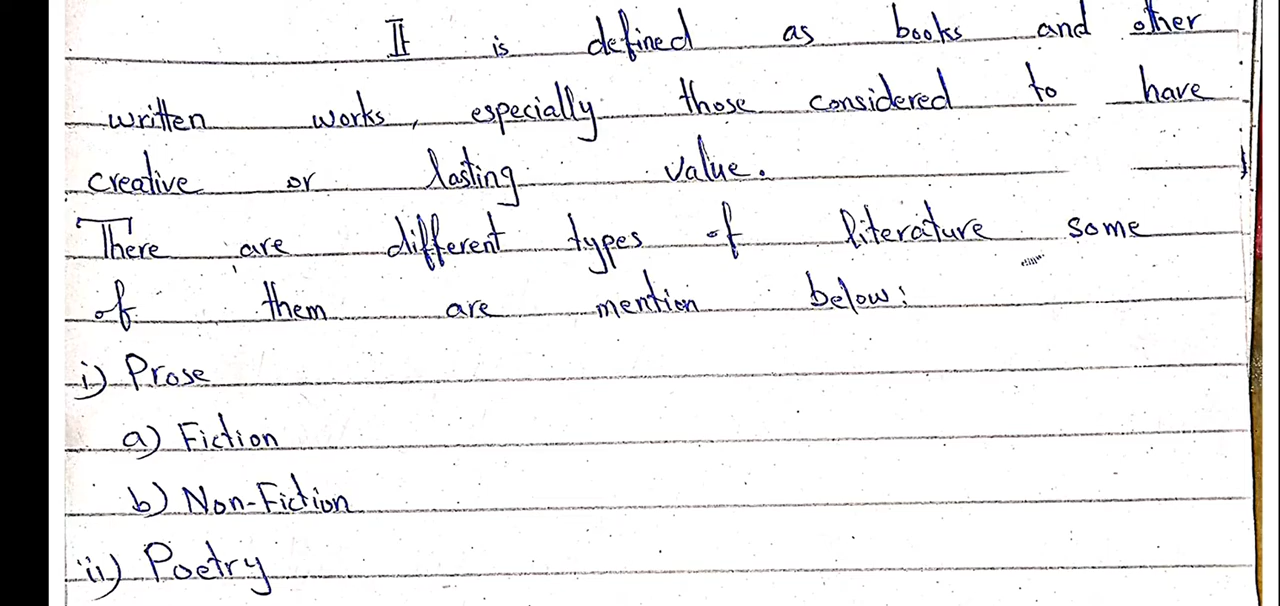 It is defined as books and other
written works, especially those considered to have
creative or lasting value.
There are different types of literature some
of them are mention below:
i) Prose
a) Fiction
b) Non-Fiction
ii) Poetry